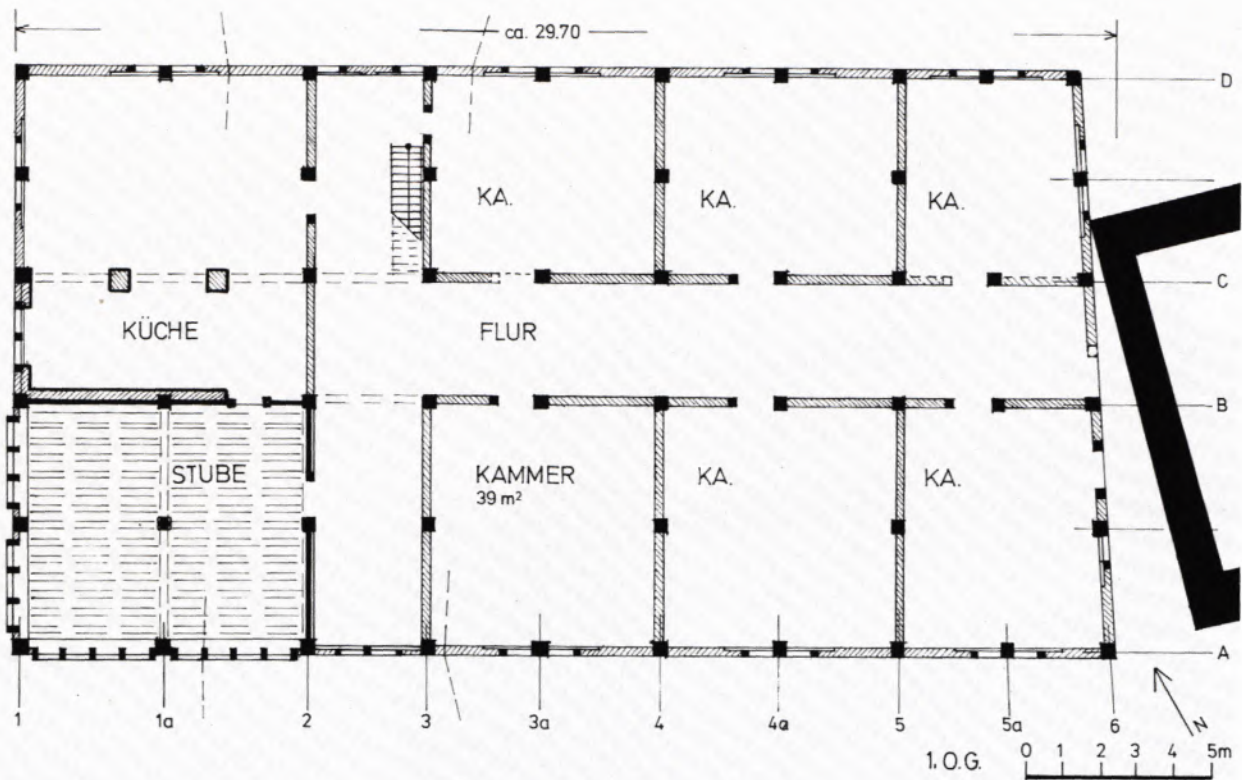 ca. 29.70
D
KA.
KA.
KA.
C
KÜCHE
FLUR
B
STUBE
KAMMER
39 m²
KA.
KA.
A
1
1a
2
3
3a
4
4a
5
5a
6
N
1. O.G.
0 1 2 3 4 5m